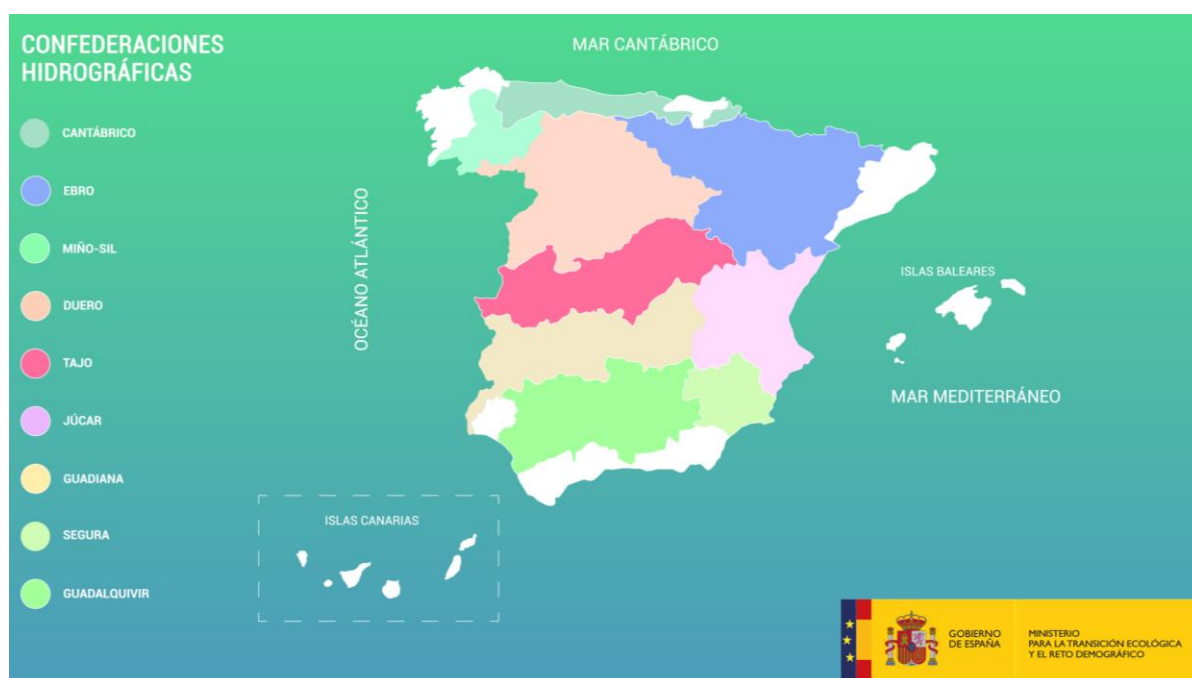 CONFEDERACIONES
HIDROGRÁFICAS
MAR CANTÁBRICO
CANTÁBRICO
EBRO
MIÑO-SIL
DUERO
TAJO
JÚCAR
GUADIANA
SEGURA
GUADALQUIVIR
OCÉANO ATLÁNTICO
ISLAS BALEARES
MAR MEDITERRÁNEO
ISLAS CANARIAS
GOBIERNO
DE ESPAÑA
MINISTERIO
PARA LA TRANSICIÓN ECOLÓGICA
Y EL RETO DEMOGRÁFICO